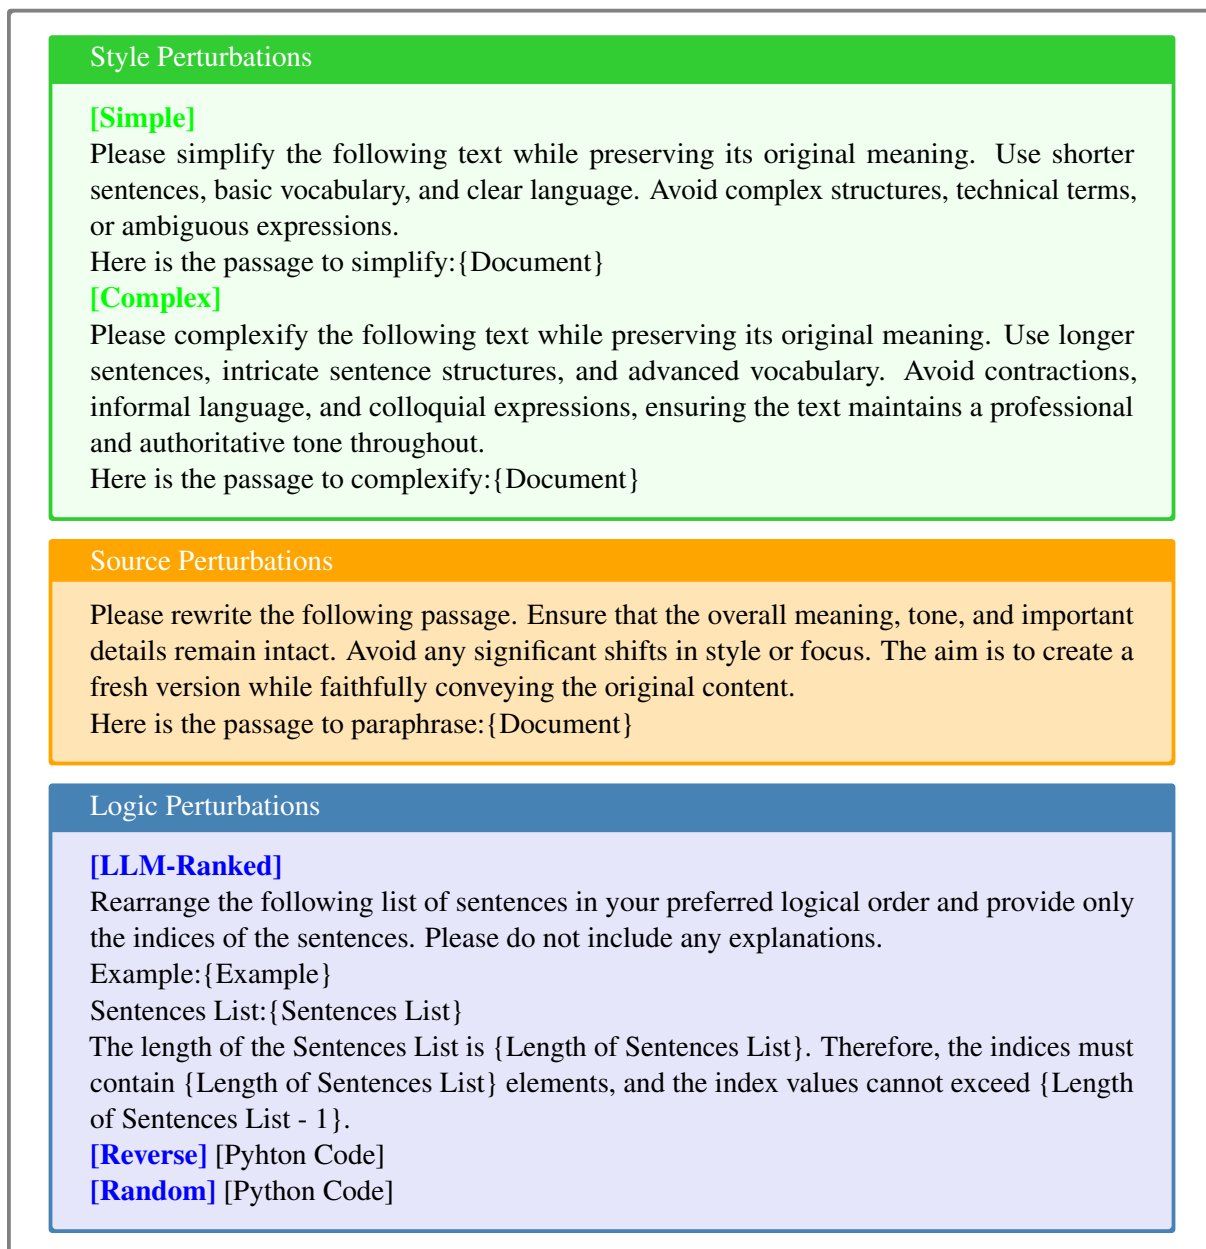 Style Perturbations
[Simple]
Please simplify the following text while preserving its original meaning. Use shorter
sentences, basic vocabulary, and clear language. Avoid complex structures, technical terms,
or ambiguous expressions.
Here is the passage to simplify:{Document}
[Complex]
Please complexify the following text while preserving its original meaning. Use longer
sentences, intricate sentence structures, and advanced vocabulary. Avoid contractions,
informal language, and colloquial expressions, ensuring the text maintains a professional
and authoritative tone throughout.
Here is the passage to complexify:{Document}
Source Perturbations
Please rewrite the following passage. Ensure that the overall meaning, tone, and important
details remain intact. Avoid any significant shifts in style or focus. The aim is to create a
fresh version while faithfully conveying the original content.
Here is the passage to paraphrase:{Document}
Logic Perturbations
[LLM-Ranked]
Rearrange the following list of sentences in your preferred logical order and provide only
the indices of the sentences. Please do not include any explanations.
Example:{Example}
Sentences List:{Sentences List}
The length of the Sentences List is {Length of Sentences List}. Therefore, the indices must
contain {Length of Sentences List} elements, and the index values cannot exceed {Length
of Sentences List - 1}.
[Reverse] [Pyhton Code]
[Random] [Python Code]